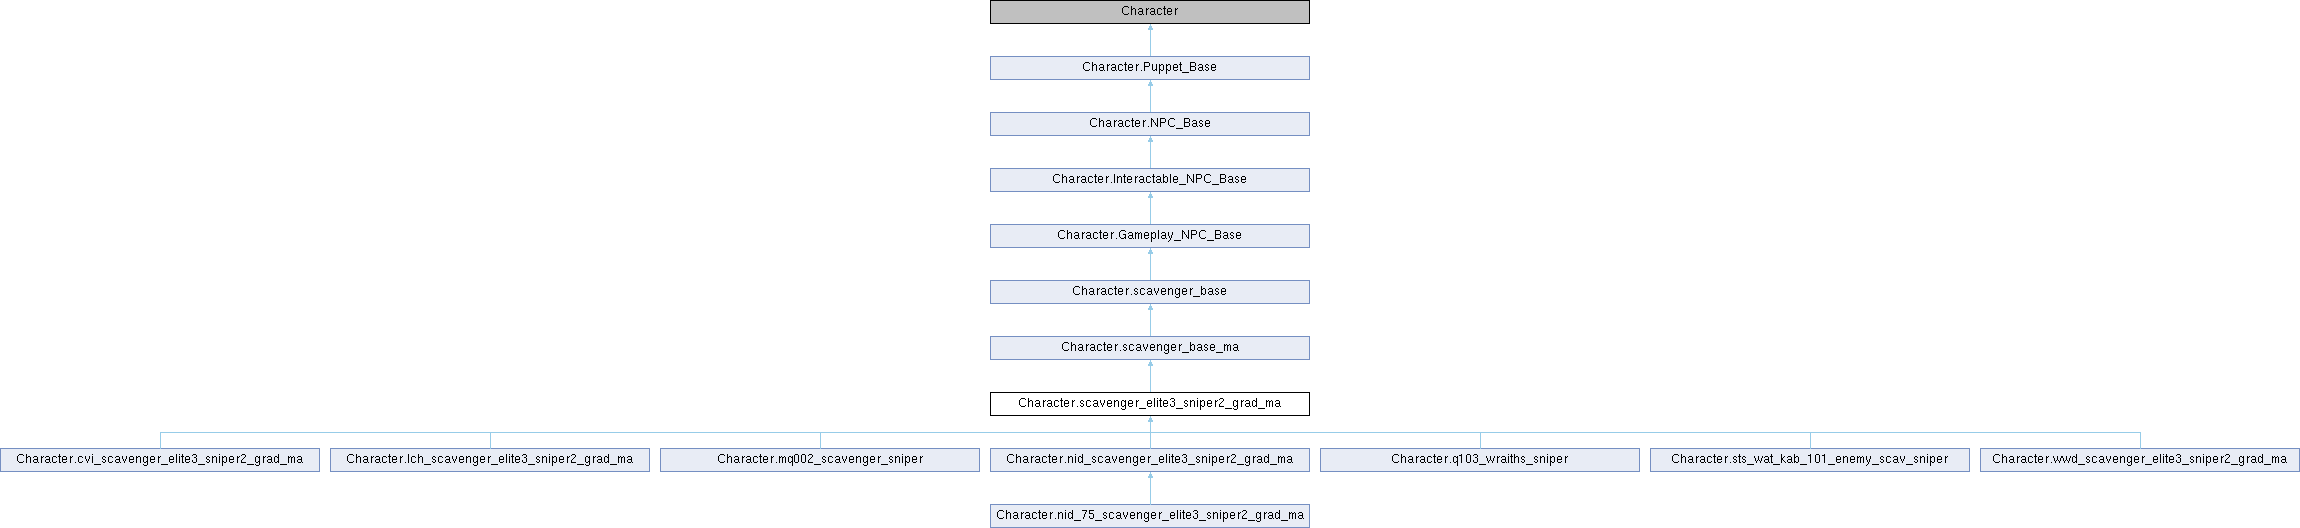 Character
Character.Puppet_Base
Character.NPC_Base
Character.Interactable_NPC_Base
Character.Gameplay_NPC_Base
Character.scavenger_base
Character.scavenger_base_ma
Character.scavenger_elite3_sniper2_grad_ma
Character.cvi_scavenger_elite3_sniper2_grad_ma
Character.lch_scavenger_elite3_sniper2_grad_ma
Character.mq002_scavenger_sniper
Character.nid_scavenger_elite3_sniper2_grad_ma
Character.q103_wraiths_sniper
Character.sts_wat_kab_101_enemy_scav_sniper
Character.wwd_scavenger_elite3_sniper2_grad_ma
Character.nid_75_scavenger_elite3_sniper2_grad_ma